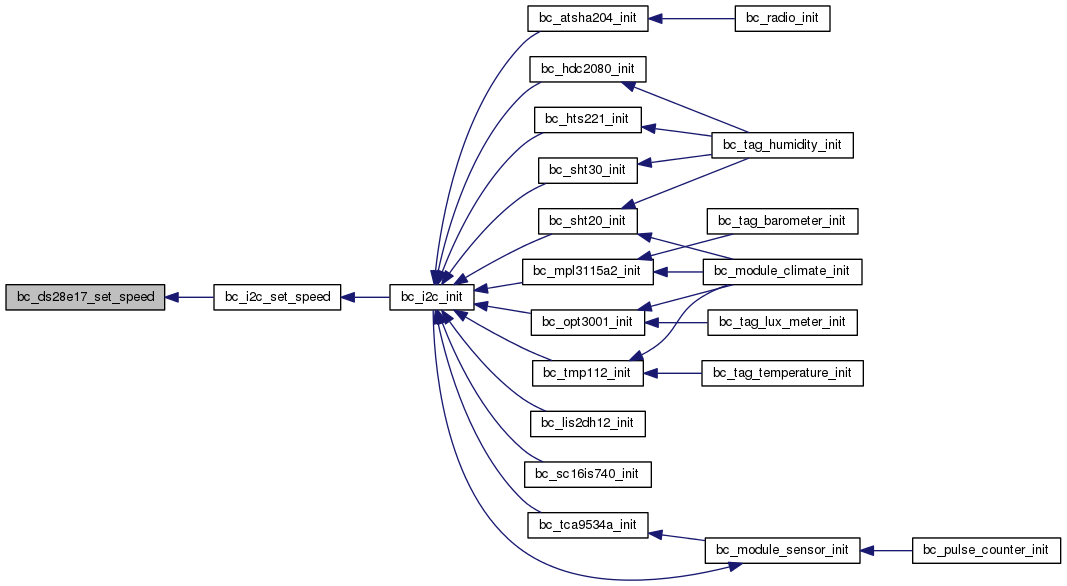 bc_atsha204_init
bc_radio_init
bc_hdc2080_init
bc_hts221_init
bc_tag_humidity_init
bc_sht30_init
bc_sht20_init
bc_tag_barometer_init
bc_mpl3115a2_init
bc_module_climate_init
bc_ds28e17_set_speed
bc_i2c_set_speed
bc_i2c_init
bc_opt3001_init
bc_tag_lux_meter_init
bc_tmp112_init
bc_tag_temperature_init
bc_lis2dh12_init
bc_sc16is740_init
bc_tca9534a_init
bc_module_sensor_init
bc_pulse_counter_init